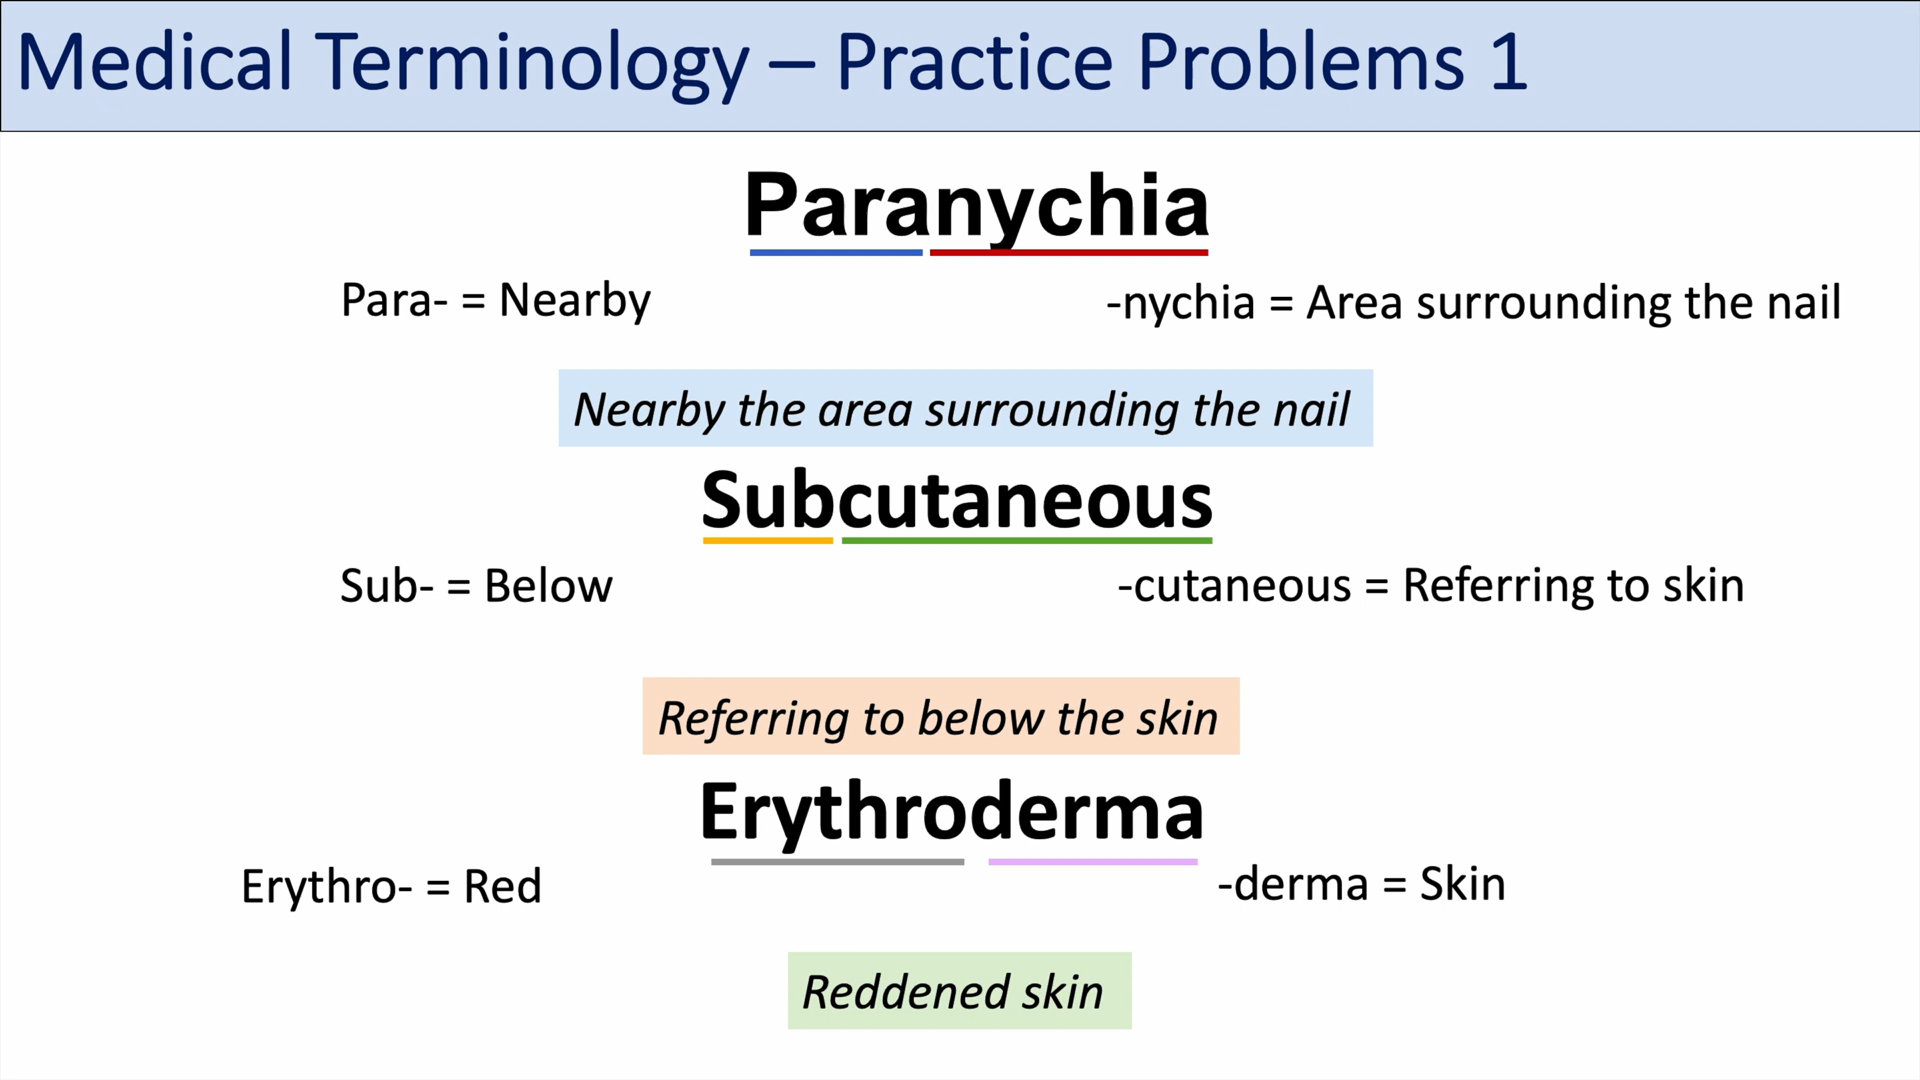 Medical Terminology – Practice Problems 1
Paranychia
Para- = Nearby
-nychia = Area surrounding the nail
Nearby the area surrounding the nail
Subcutaneous
Sub- = Below
-cutaneous = Referring to skin
Referring to below the skin
Erythroderma
Erythro- = Red
-derma = Skin
Reddened skin